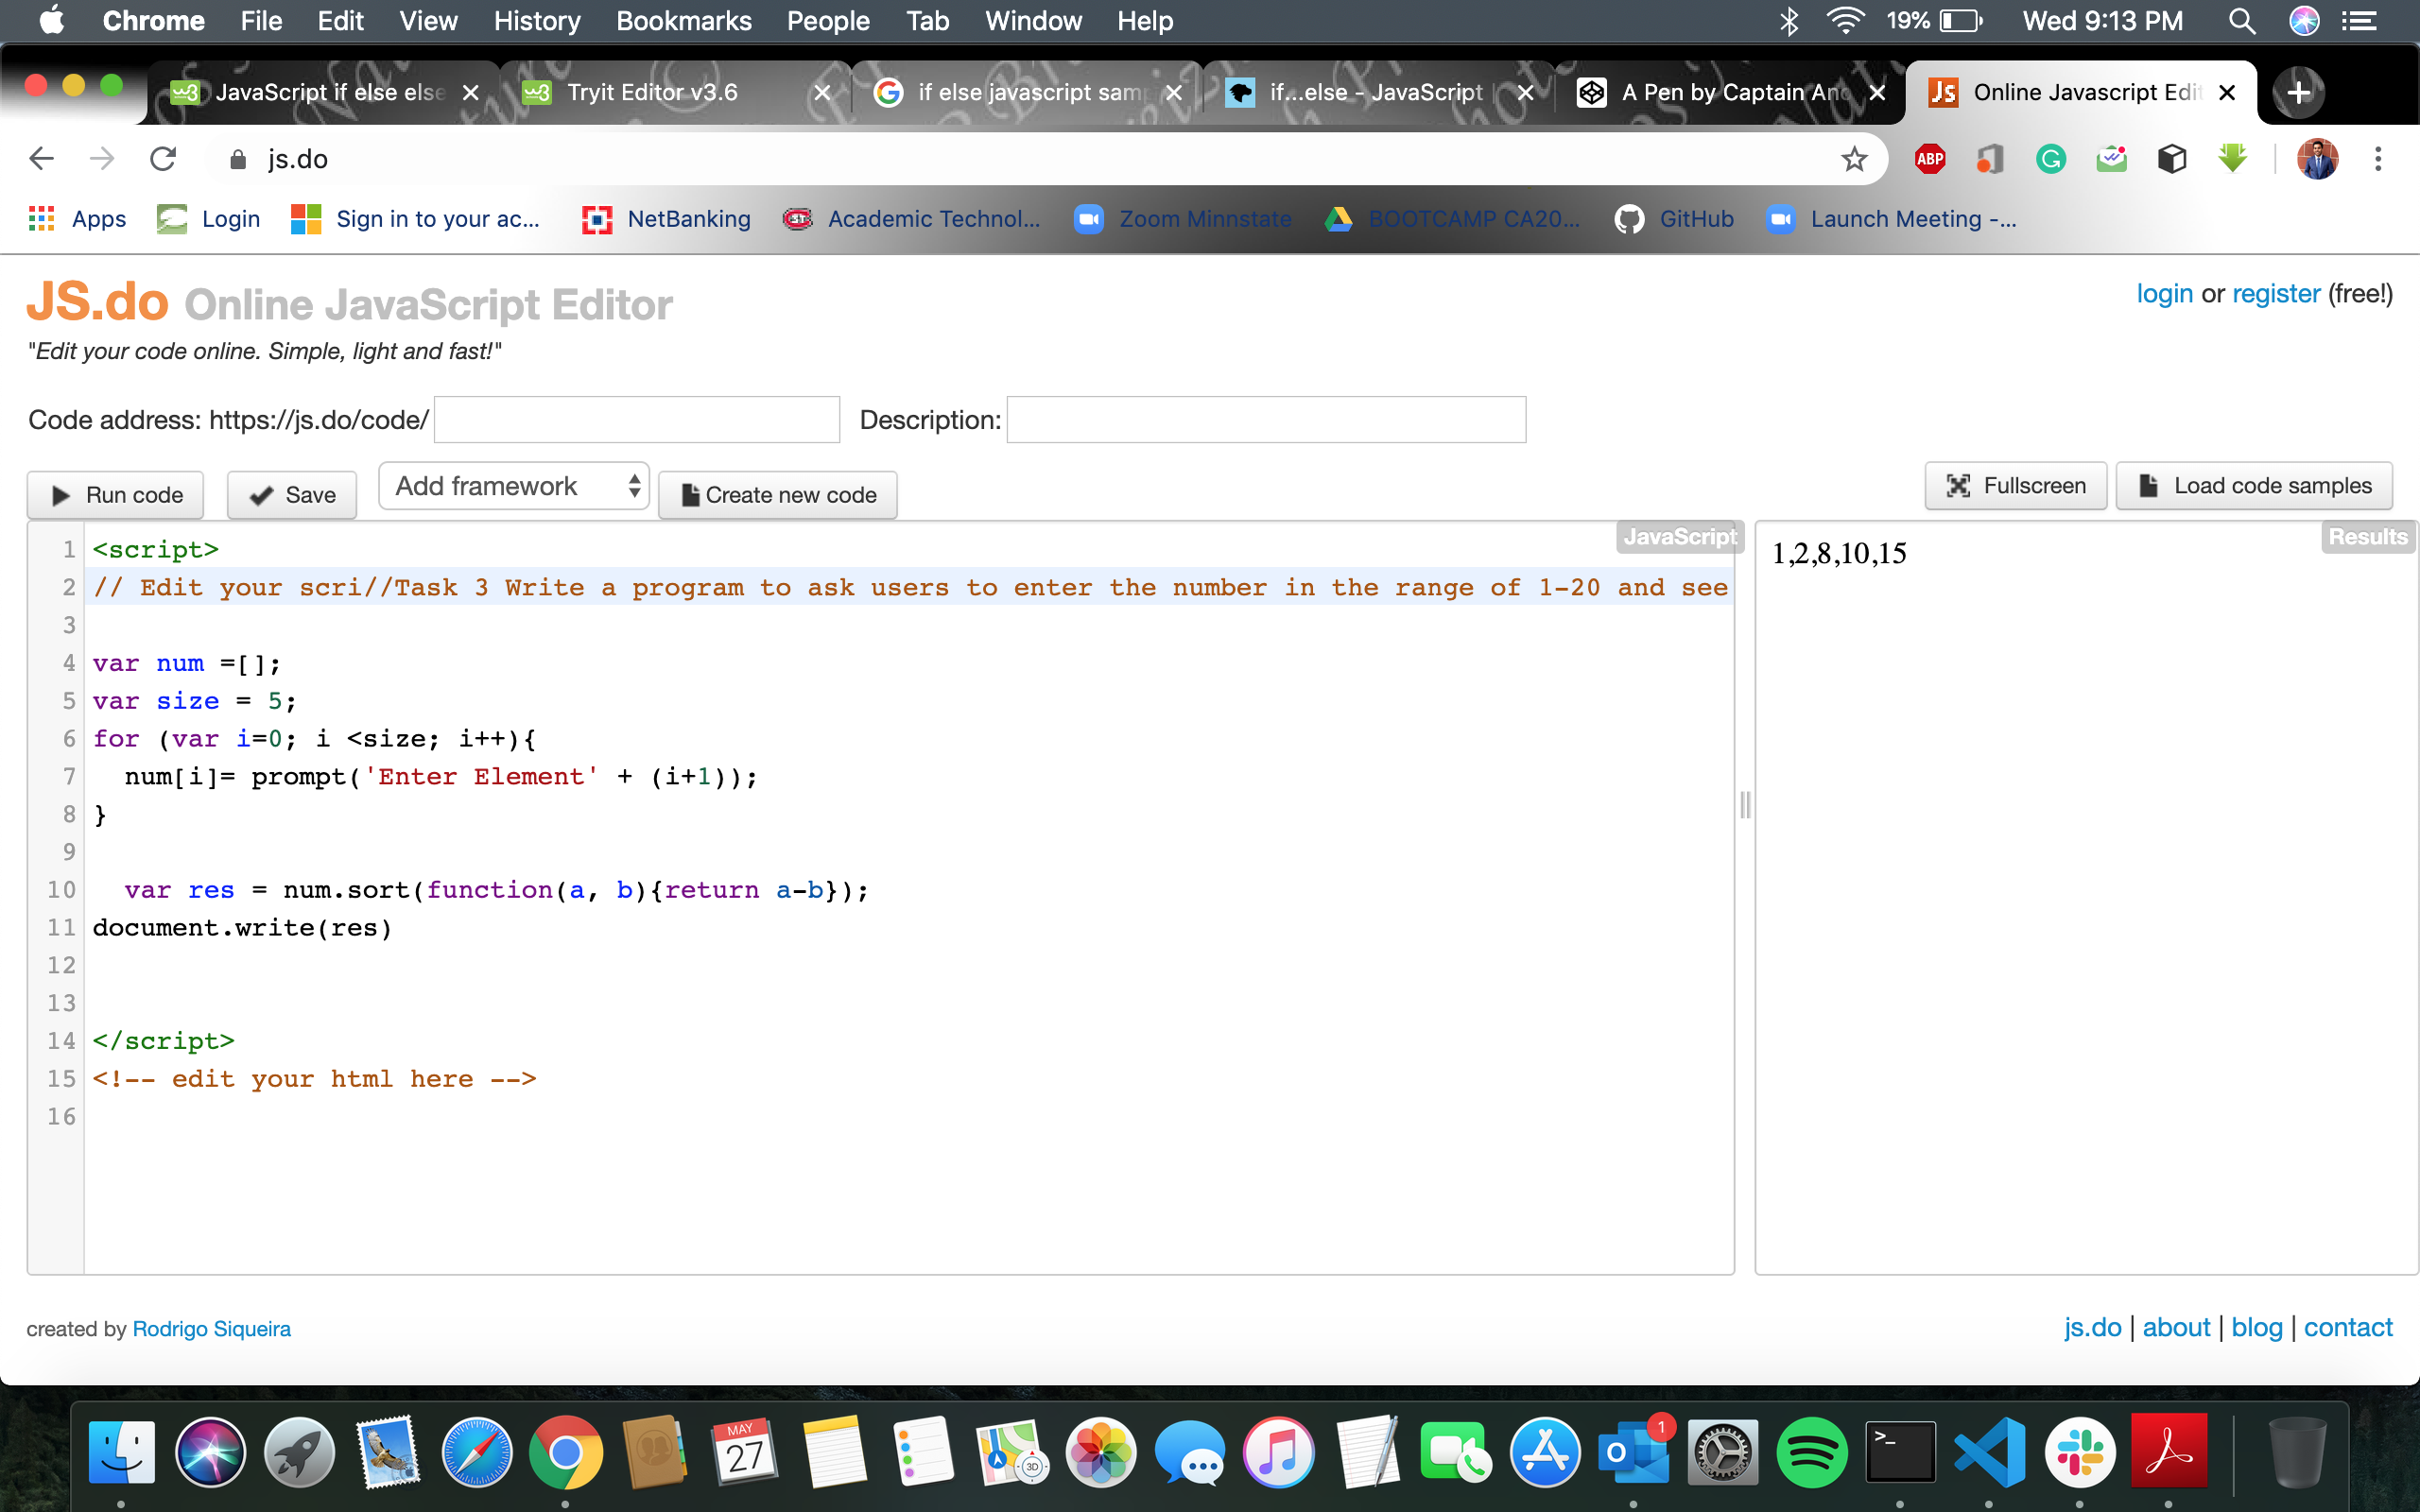 Chrome File Edit View History Bookmarks People Tab Window Help 19% Wed 9:13 PM
JavaScript if else else Tryit Editor v3.6 if else javascript sam if...else - JavaScript A Pen by Captain Ano Js Online Javascript Edit
js.do ABP
Apps Login Sign in to your ac... NetBanking Academic Technol... Zoom Minnstate BOOTCAMP CA20... GitHub Launch Meeting -...
JS.do Online JavaScript Editor login or register (free!)
"Edit your code online. Simple, light and fast!"
Code address: https://js.do/code/ Description:
Run code Save Add framework Create new code Fullscreen Load code samples
JavaScript Results
1 <script>
1,2,8,10,15
2 // Edit your scri//Task 3 Write a program to ask users to enter the number in the range of 1-20 and see
3
4 var num =[];
5 var size = 5;
6 for (var i=0; i <size; i++){
7 num[i]= prompt('Enter Element' + (i+1));
8 }
9
10 var res = num.sort(function(a, b){return a-b});
11 document.write(res)
12
13
14 </script>
15 <!-- edit your html here -->
16
created by Rodrigo Siqueira js.do | about | blog | contact
MAY
27
3D
1